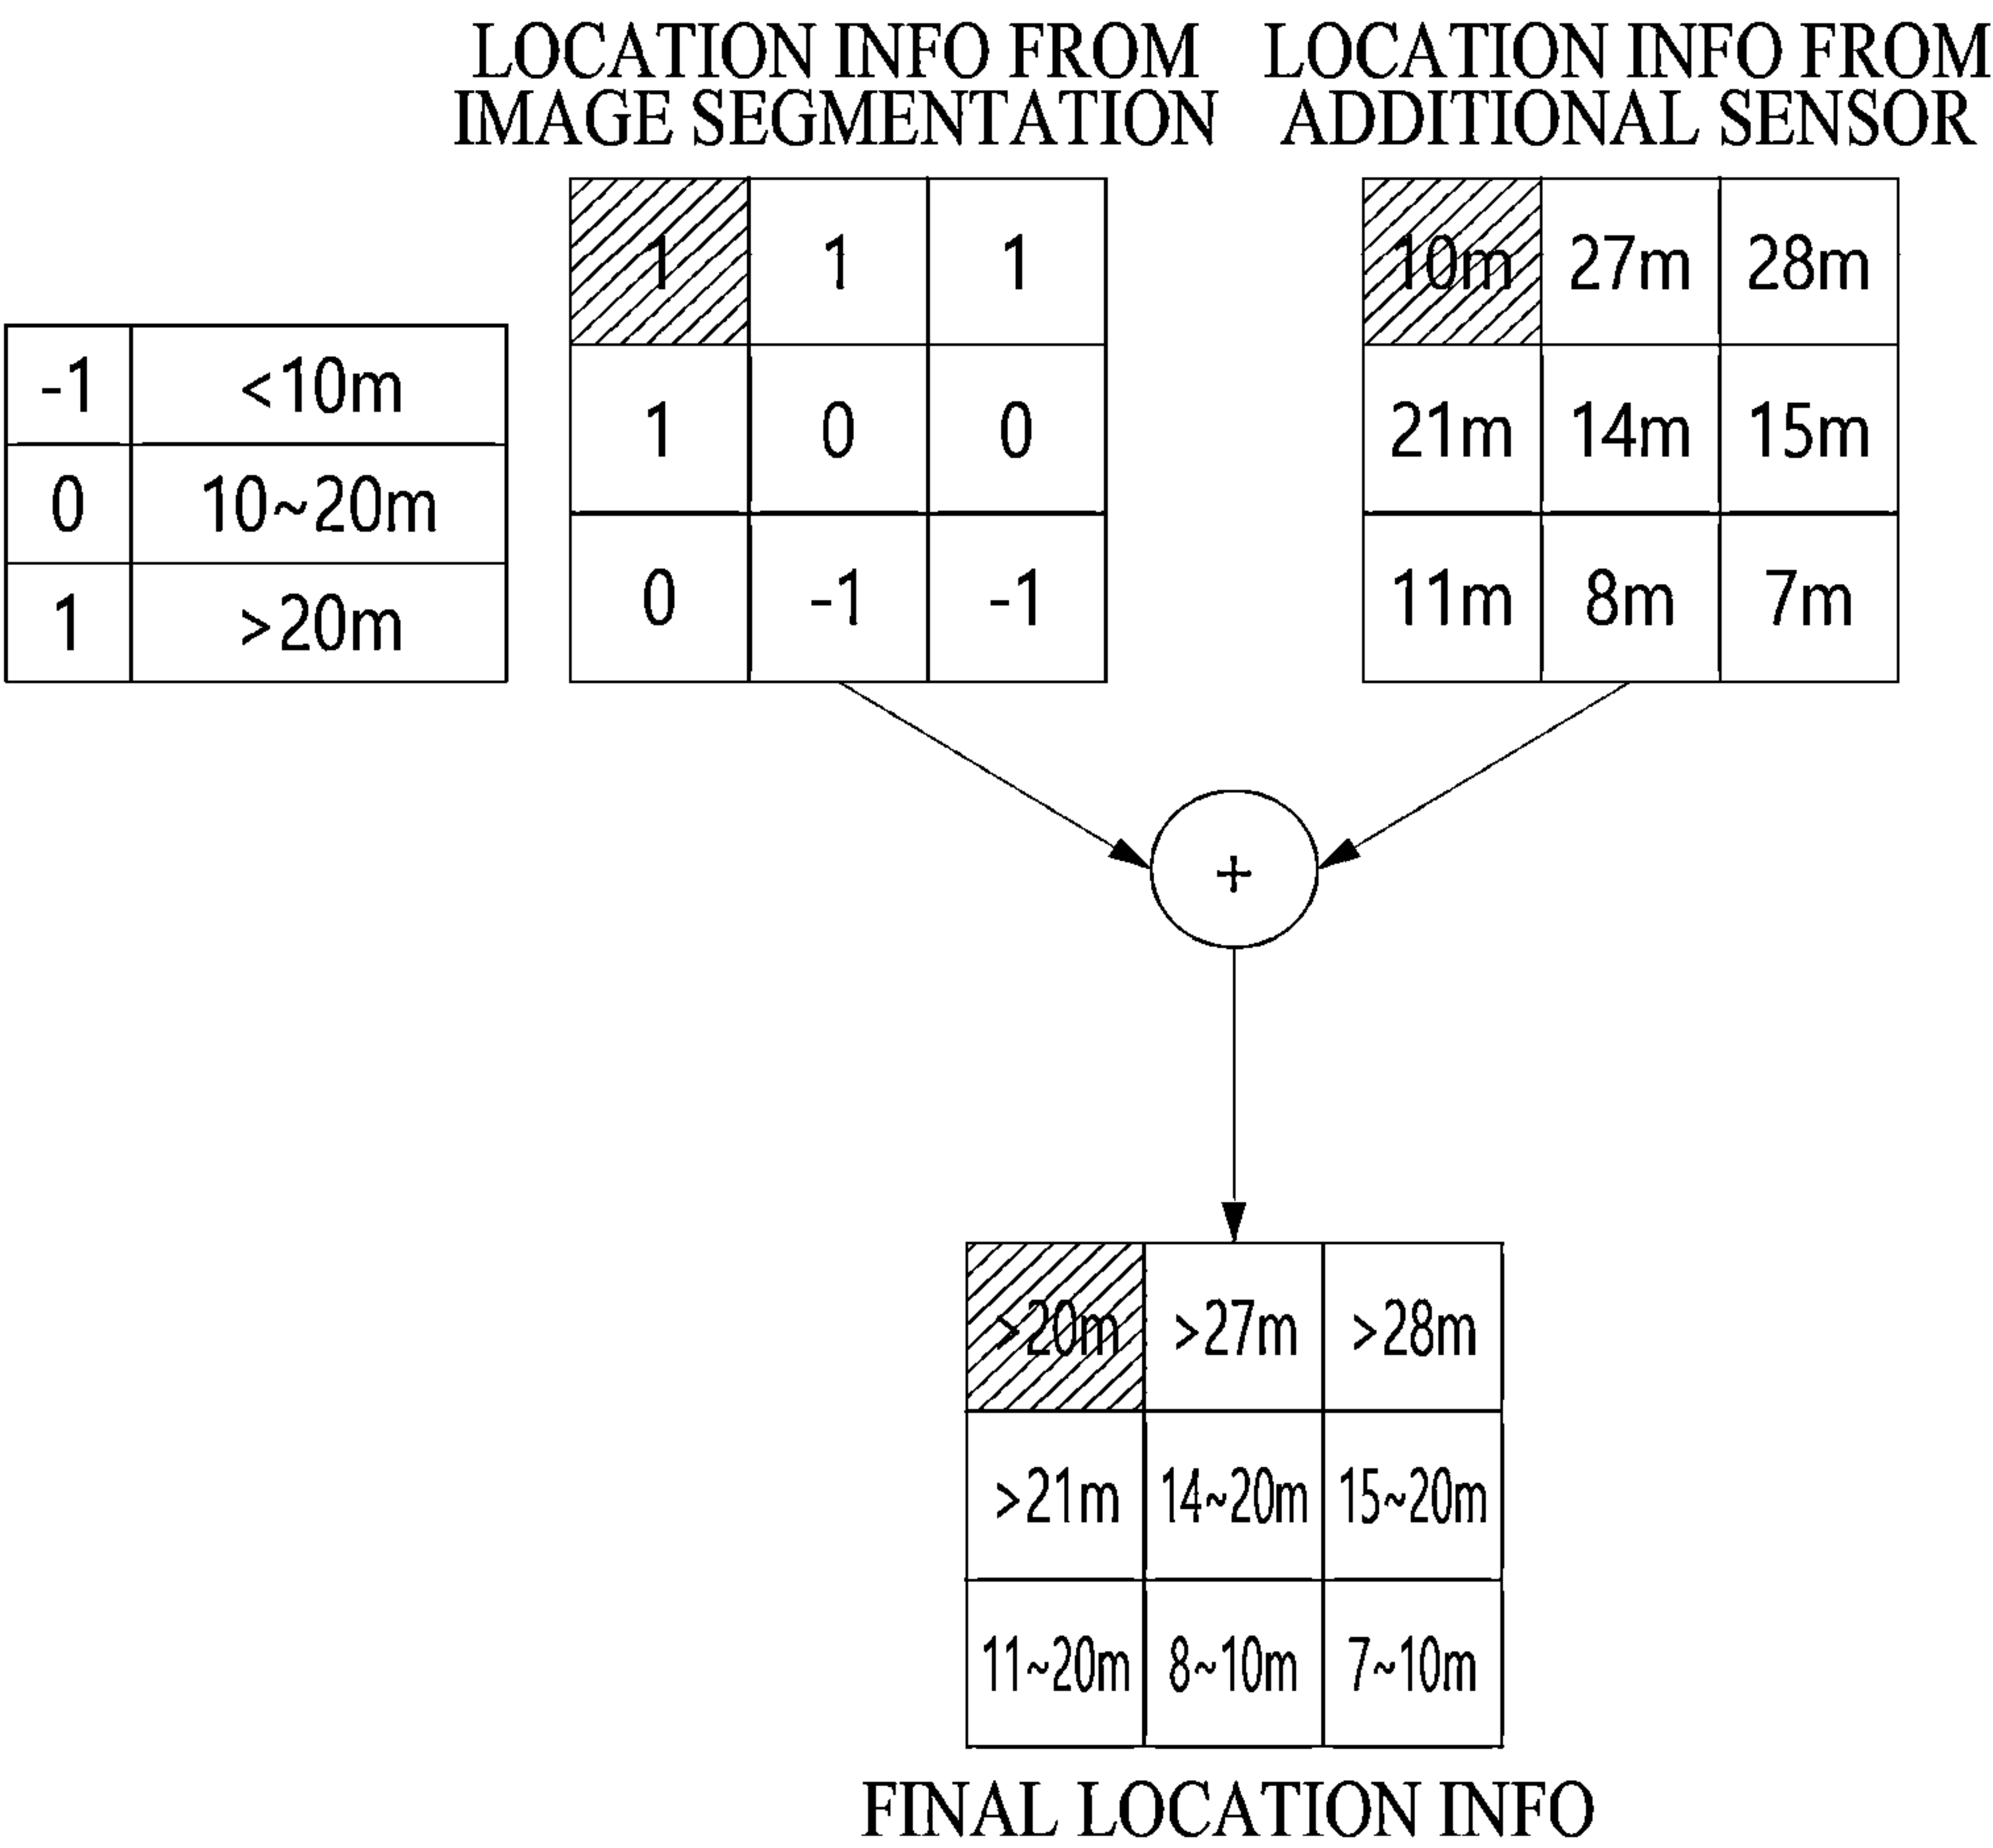 LOCATION INFO FROM
IMAGE SEGMENTATION
LOCATION INFO FROM
ADDITIONAL SENSOR
-1 <10m
0 10~20m
1 >20m
1 1 1
1 0 0
0 -1 -1
10m 27m 28m
21m 14m 15m
11m 8m 7m
+
>20m >27m >28m
>21m 14~20m 15~20m
11~20m 8~10m 7~10m
FINAL LOCATION INFO